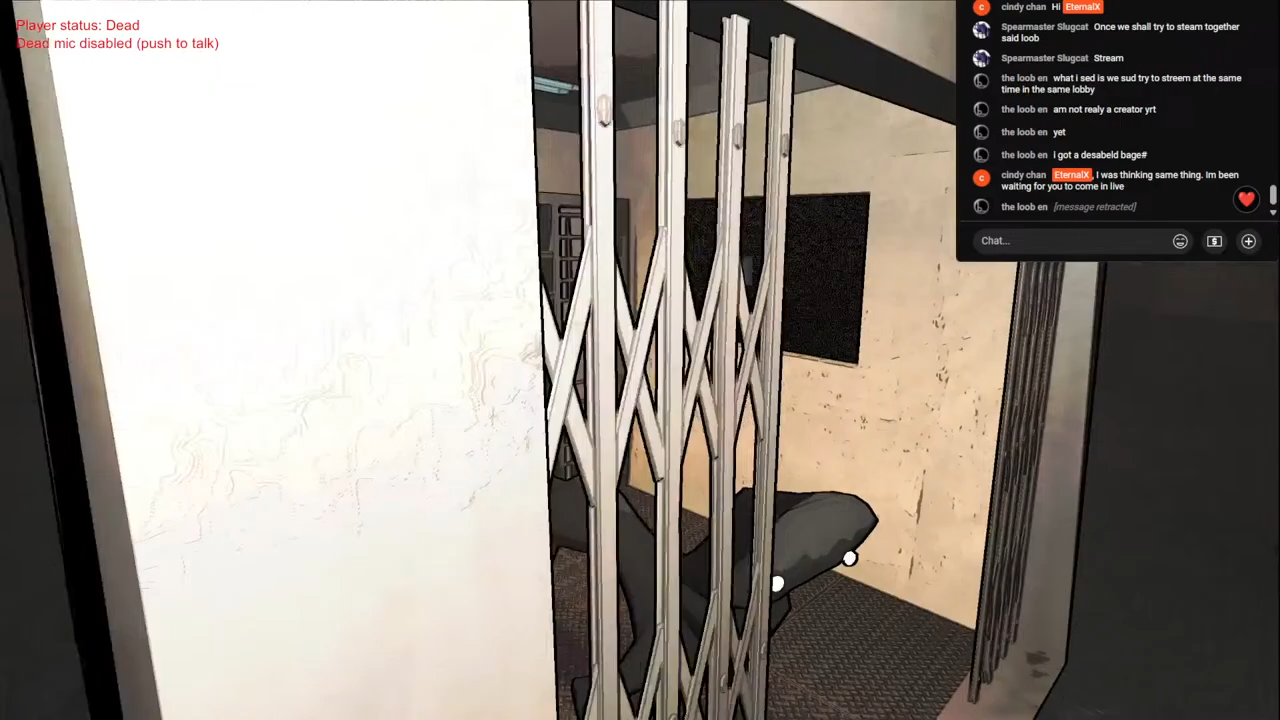 Player status: Dead
Dead mic disabled (push to talk)
cindy chan Hi EternalX
Spearmaster Slugcat Once we shall try to steam together
said loob
Spearmaster Slugcat Stream
the loob en what i sed is we sud try to streem at the same
time in the same lobby
the loob en am not realy a creator yrt
the loob en yet
the loob en i got a desabeld bage#
cindy chan EternalX, I was thinking same thing. Im been
waiting for you to come in live
the loob en [message retracted]
Chat...